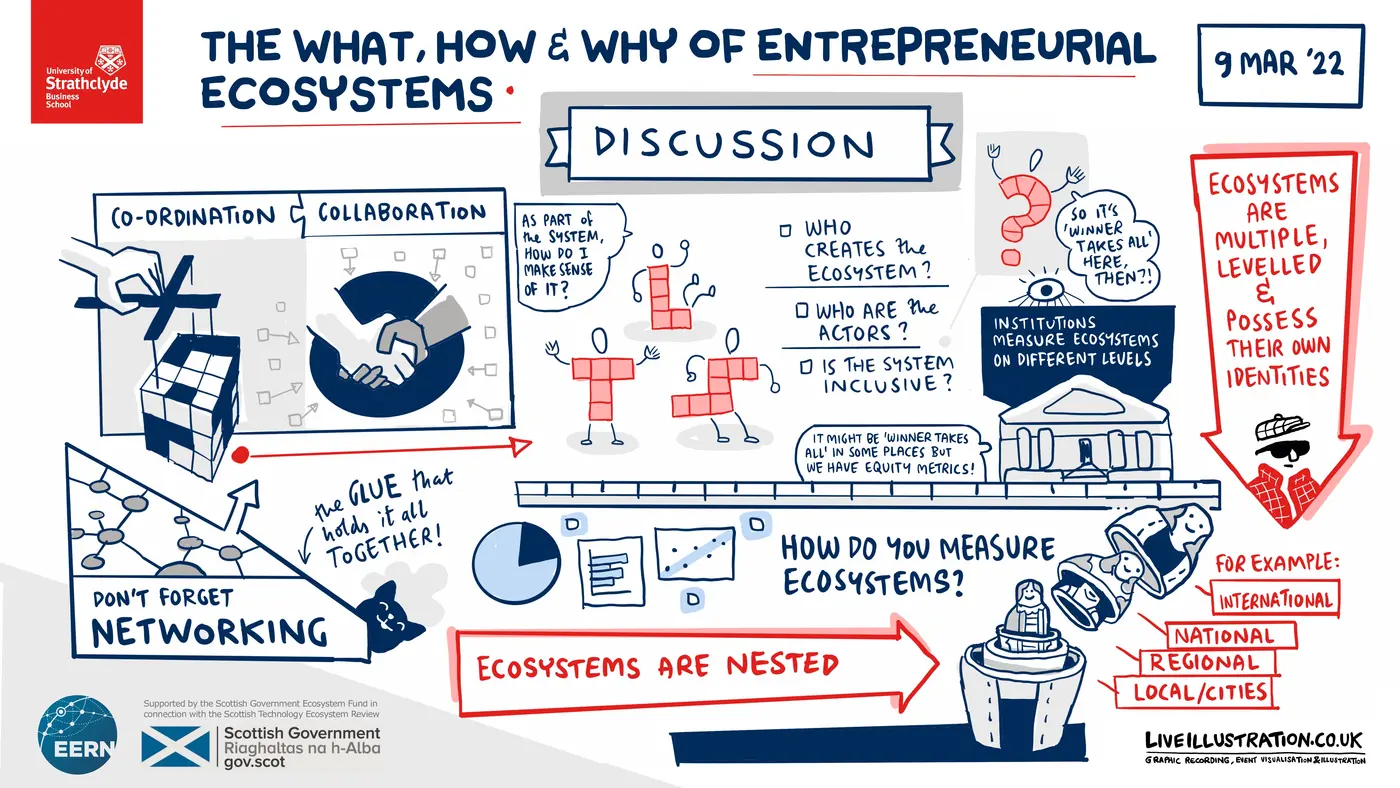 University of
Strathclyde
Business
School
THE WHAT, HOW & WHY OF ENTREPRENEURIAL
ECOSYSTEMS
9 MAR '22
DISCUSSION
CO-ORDINATION
COLLABORATION
AS PART of
the SYSTEM,
HOW DO I
MAKE SENSE
OF IT?
WHO
CREATES the
ECOSYSTEM?
WHO ARE the
ACTORS?
IS THE SYSTEM
INCLUSIVE?
SO IT'S
'WINNER
TAKES ALL'
HERE,
THEN?!
INSTITUTIONS
MEASURE ECOSYSTEMS
ON DIFFERENT LEVELS
IT MIGHT BE 'WINNER TAKES
ALL' IN SOME PLACES BUT
WE HAVE EQUITY METRICS!
ECOSYSTEMS
ARE
MULTIPLE,
LEVELLED
&
POSSESS
THEIR OWN
IDENTITIES
the GLUE that
holds it all
TOGETHER!
DON'T FORGET
NETWORKING
HOW DO YOU MEASURE
ECOSYSTEMS?
ECOSYSTEMS ARE NESTED
FOR EXAMPLE:
INTERNATIONAL
NATIONAL
REGIONAL
LOCAL/CITIES
EERN
Supported by the Scottish Government Ecosystem Fund in
connection with the Scottish Technology Ecosystem Review
Scottish Government
Riaghaltas na h-Alba
gov.scot
LIVEILLUSTRATION.CO.UK
GRAPHIC RECORDING, EVENT VISUALISATION & ILLUSTRATION